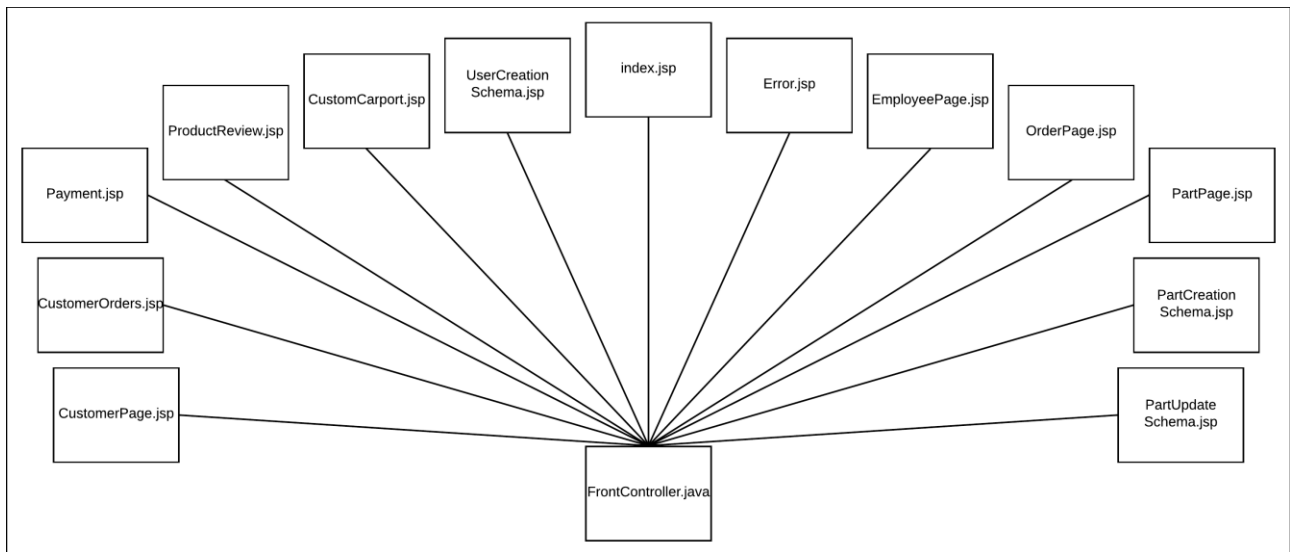 index.jsp
UserCreation
Schema.jsp
Error.jsp
CustomCarport.jsp
EmployeePage.jsp
ProductReview.jsp
OrderPage.jsp
Payment.jsp
PartPage.jsp
CustomerOrders.jsp
PartCreation
Schema.jsp
CustomerPage.jsp
PartUpdate
Schema.jsp
FrontController.java